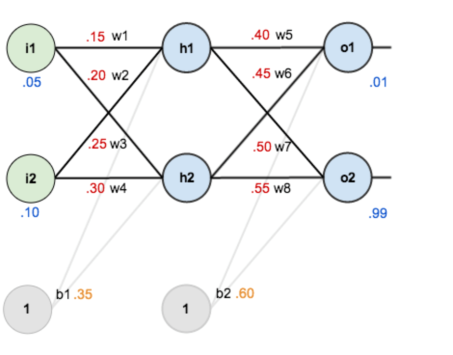 i1 .15 w1 h1 .40 w5 o1
.05 .20 w2 .45 w6 .01
.25 w3 .50 w7
i2 .30 w4 h2 .55 w8 o2
.10 .99
1 b1 .35 1 b2 .60